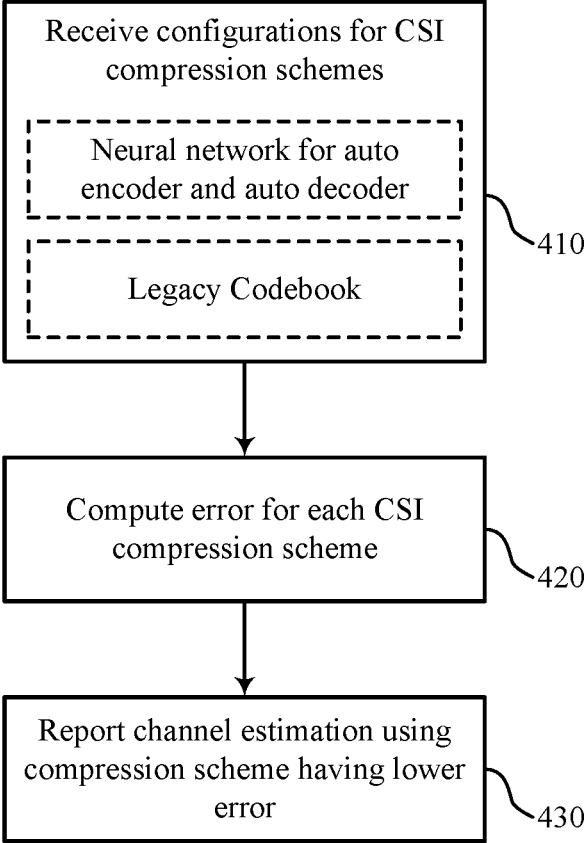 Receive configurations for CSI
compression schemes
Neural network for auto
encoder and auto decoder
410
Legacy Codebook
Compute error for each CSI
compression scheme
420
Report channel estimation using
compression scheme having lower
error
430